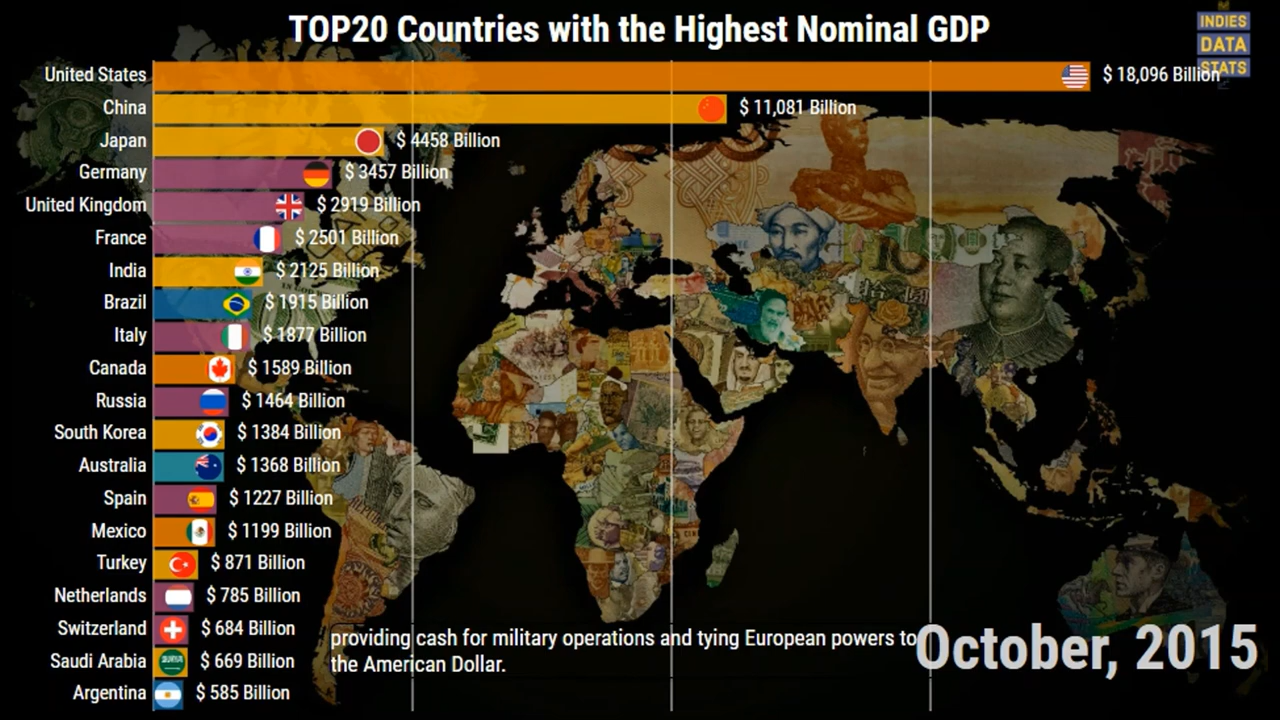 TOP20 Countries with the Highest Nominal GDP
INDIES
DATA
STATS
United States $ 18,096 Billion
China $ 11,081 Billion
Japan $ 4458 Billion
Germany $ 3457 Billion
United Kingdom $ 2919 Billion
France $ 2501 Billion
India $ 2125 Billion
Brazil $ 1915 Billion
Italy $ 1877 Billion
Canada $ 1589 Billion
Russia $ 1464 Billion
South Korea $ 1384 Billion
Australia $ 1368 Billion
Spain $ 1227 Billion
Mexico $ 1199 Billion
Turkey $ 871 Billion
Netherlands $ 785 Billion
Switzerland $ 684 Billion
Saudi Arabia $ 669 Billion
Argentina $ 585 Billion
providing cash for military operations and tying European powers to
the American Dollar.
October, 2015